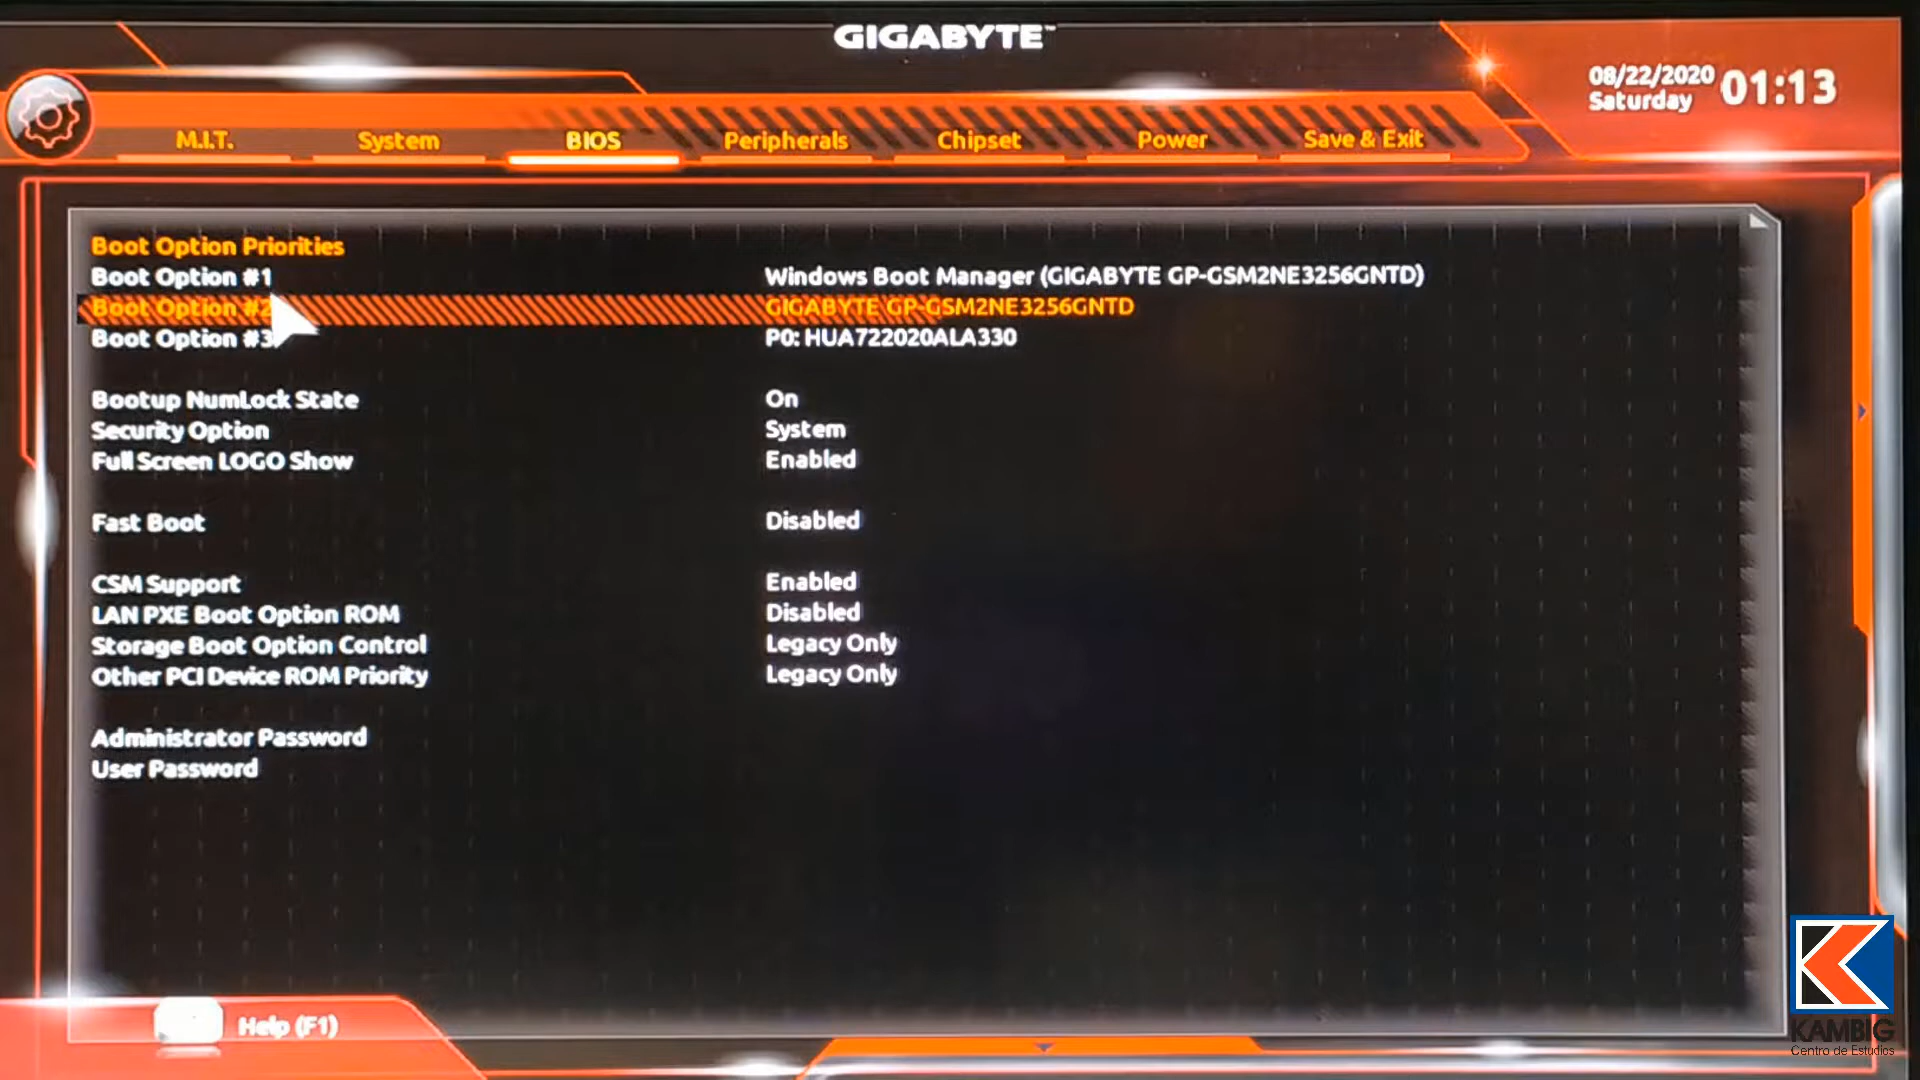 GIGABYTE™
08/22/2020
Saturday
01:13
M.I.T.
System
BIOS
Peripherals
Chipset
Power
Save & Exit
Boot Option Priorities
Boot Option #1 Windows Boot Manager (GIGABYTE GP-GSM2NE3256GNTD)
Boot Option #2 GIGABYTE GP-GSM2NE3256GNTD
Boot Option #3 P0: HUA722020ALA330
Bootup NumLock State On
Security Option System
Full Screen LOGO Show Enabled
Fast Boot Disabled
CSM Support Enabled
LAN PXE Boot Option ROM Disabled
Storage Boot Option Control Legacy Only
Other PCI Device ROM Priority Legacy Only
Administrator Password
User Password
Help (F1)
KAMBIG
Centro de Estudios